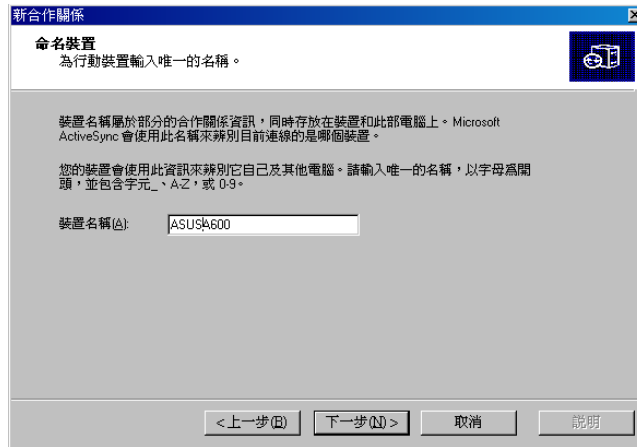 新合作關係
命名裝置
為行動裝置輸入唯一的名稱。
裝置名稱屬於部分的合作關係資訊，同時存放在裝置和此部電腦上。Microsoft
ActiveSync 會使用此名稱來辨別目前連線的是哪個裝置。
您的裝置會使用此資訊來辨別它自己及其他電腦。請輸入唯一的名稱，以字母爲開
頭，並包含字元_、A-Z，或 0-9。
裝置名稱(A): ASUSA600
<上一步(B) 下一步(N)> 取消 說明